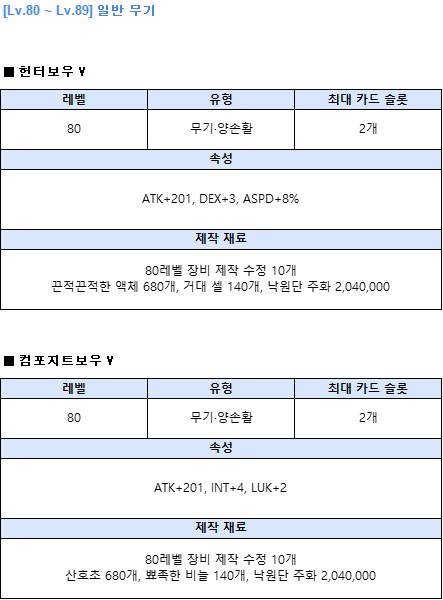 [Lv.80 ~ Lv.89] 일반 무기
■ 헌터보우 Ⅴ
레벨 유형 최대 카드 슬롯
80 무기·양손활 2개
속성
ATK+201, DEX+3, ASPD+8%
제작 재료
80레벨 장비 제작 수정 10개
끈적끈적한 액체 680개, 거대 셀 140개, 낙원단 주화 2,040,000
■ 컴포지트보우 Ⅴ
레벨 유형 최대 카드 슬롯
80 무기·양손활 2개
속성
ATK+201, INT+4, LUK+2
제작 재료
80레벨 장비 제작 수정 10개
산호초 680개, 뾰족한 비늘 140개, 낙원단 주화 2,040,000